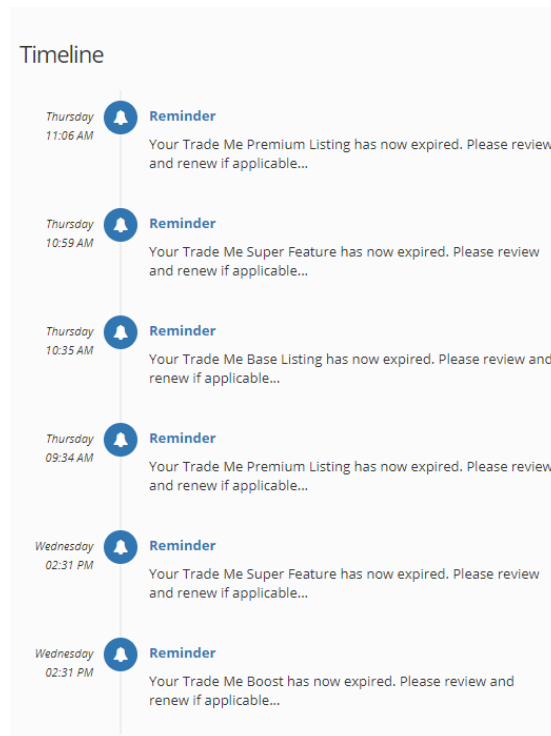 Timeline
Thursday
11:06 AM
Reminder
Your Trade Me Premium Listing has now expired. Please review
and renew if applicable...
Thursday
10:59 AM
Reminder
Your Trade Me Super Feature has now expired. Please review
and renew if applicable...
Thursday
10:35 AM
Reminder
Your Trade Me Base Listing has now expired. Please review and
renew if applicable...
Thursday
09:34 AM
Reminder
Your Trade Me Premium Listing has now expired. Please review
and renew if applicable...
Wednesday
02:31 PM
Reminder
Your Trade Me Super Feature has now expired. Please review
and renew if applicable...
Wednesday
02:31 PM
Reminder
Your Trade Me Boost has now expired. Please review and
renew if applicable...